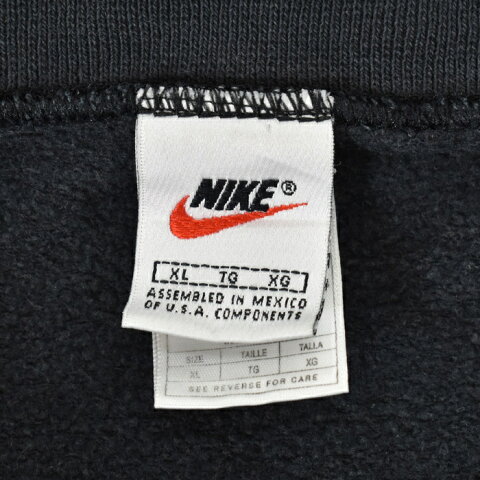 NIKE®
XL TG XG
ASSEMBLED IN MEXICO
OF U.S.A. COMPONENTS
SIZE TAILLE TALLA
XL TG XG
SEE REVERSE FOR CARE